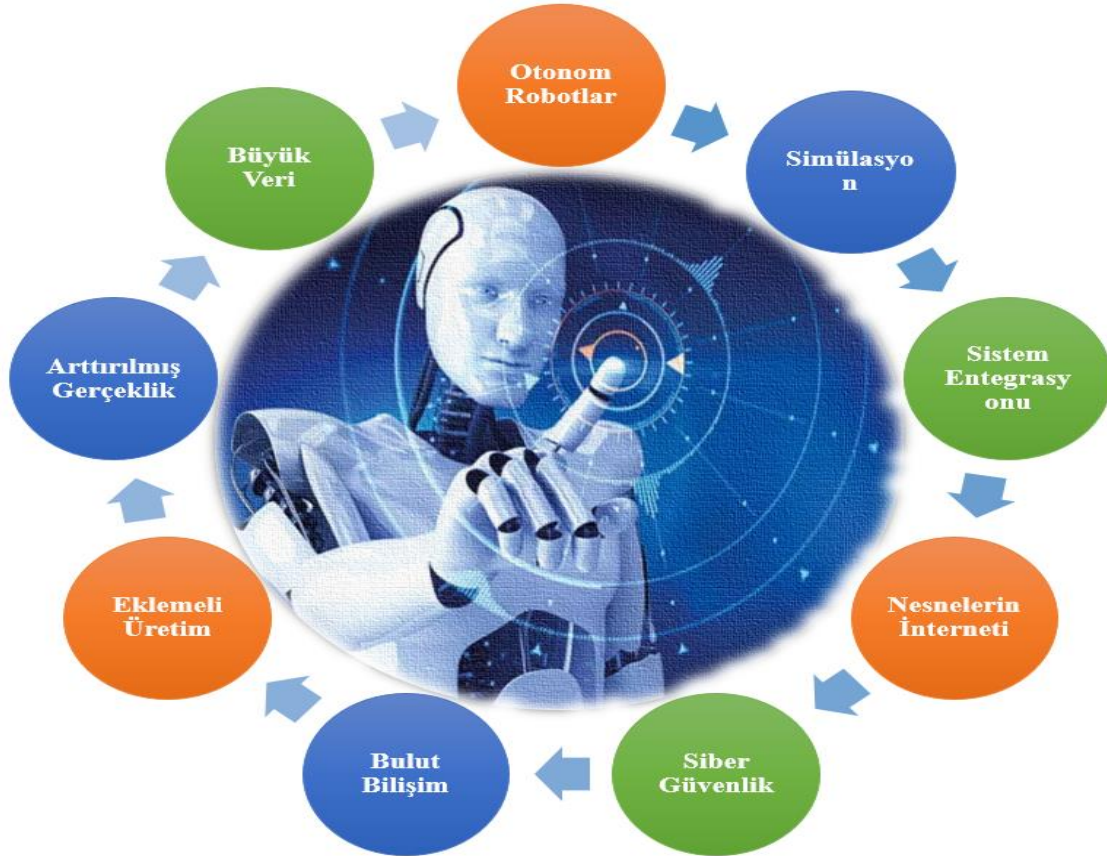 Otonom
Robotlar
Simülasyo
n
Sistem
Entegrasy
onu
Nesnelerin
İnterneti
Siber
Güvenlik
Bulut
Bilişim
Eklemeli
Üretim
Arttırılmış
Gerçeklik
Büyük
Veri